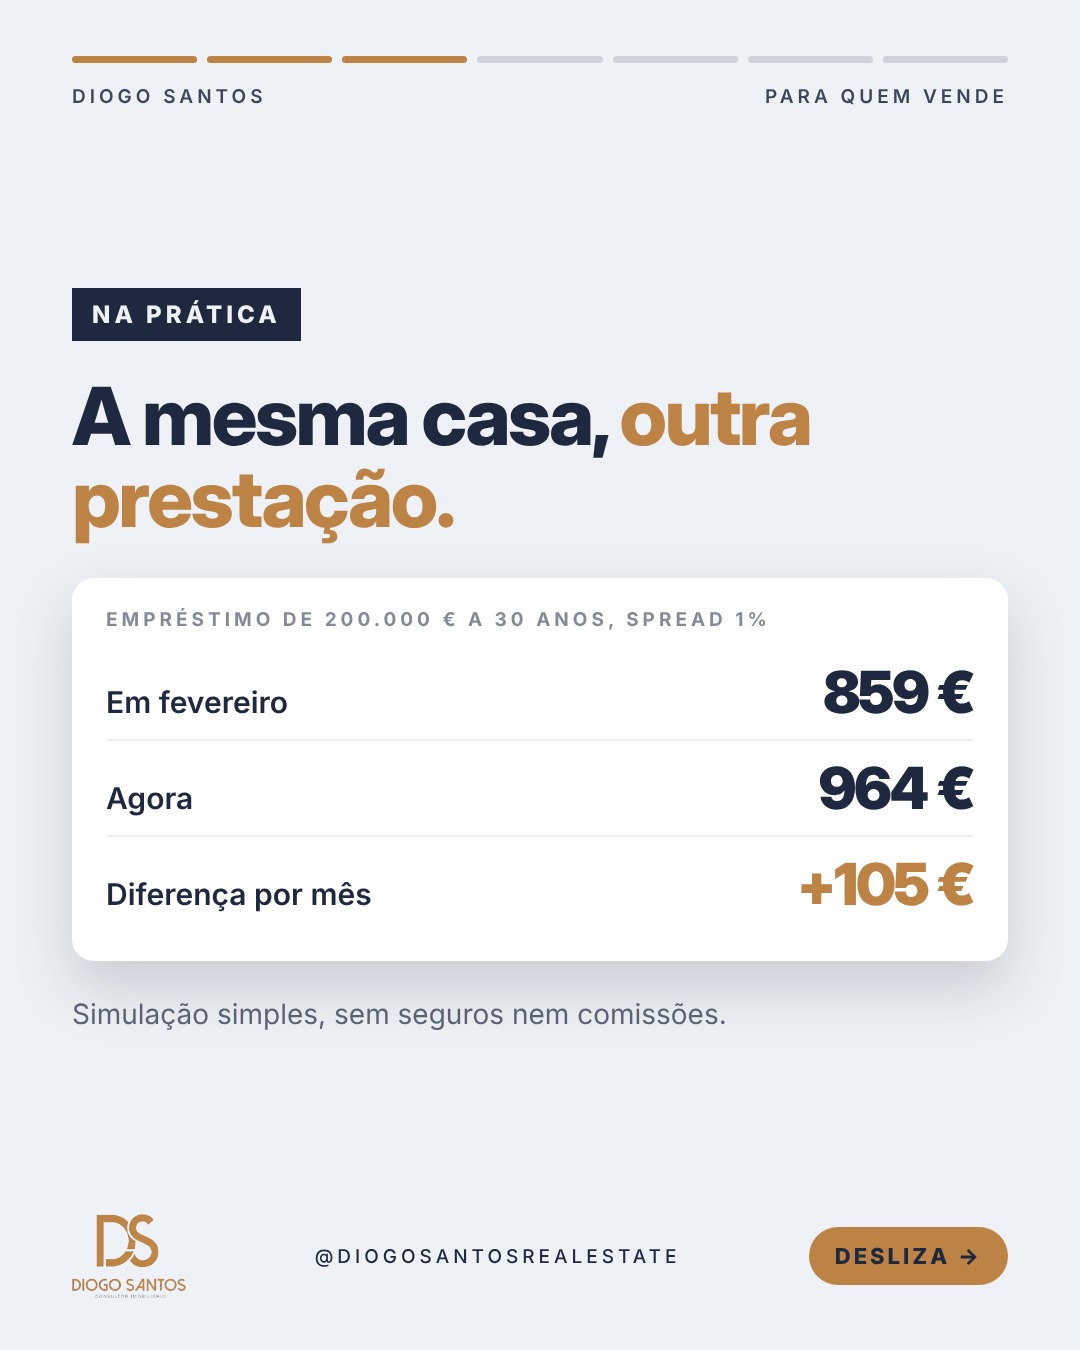 DIOGO SANTOS
PARA QUEM VENDE
NA PRÁTICA
A mesma casa, outra
prestação.
EMPRÉSTIMO DE 200.000 € A 30 ANOS, SPREAD 1%
Em fevereiro 859 €
Agora 964 €
Diferença por mês +105 €
Simulação simples, sem seguros nem comissões.
DS
DIOGO SANTOS
CONSULTOR IMOBILIÁRIO
@DIOGOSANTOSREALESTATE
DESLIZA →